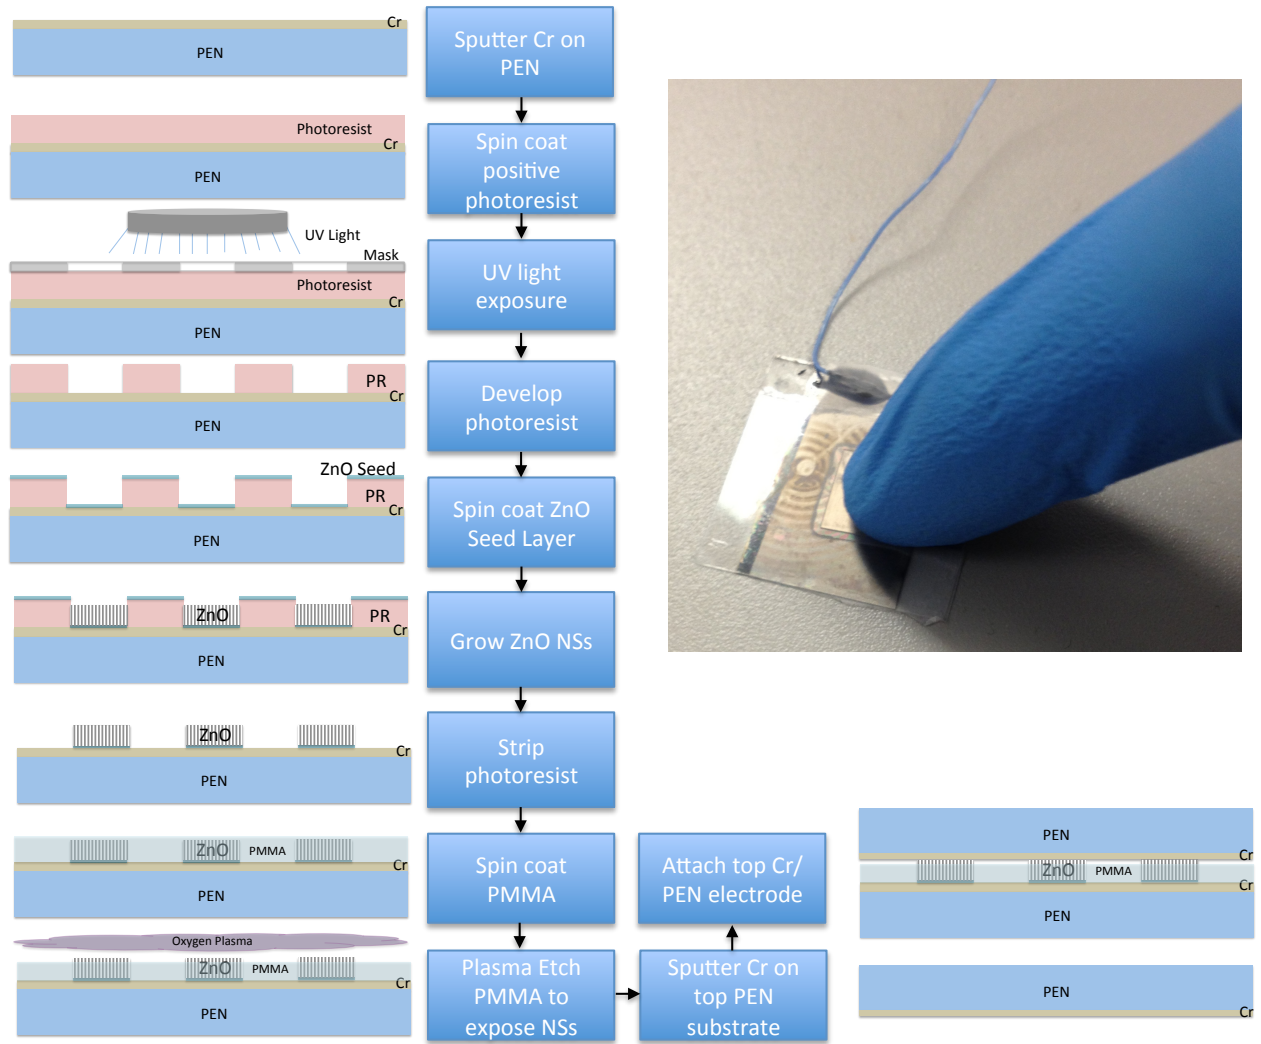 Cr
PEN
Sputter Cr on
PEN
Photoresist
Cr
PEN
Spin coat
positive
photoresist
UV Light
Mask
Photoresist
Cr
PEN
UV light
exposure
PR
Cr
PEN
Develop
photoresist
ZnO Seed
PR
Cr
PEN
Spin coat ZnO
Seed Layer
ZnO
PR
Cr
PEN
Grow ZnO NSs
ZnO
Cr
PEN
Strip
photoresist
ZnO
PMMA
Cr
PEN
Spin coat
PMMA
Attach top Cr/
PEN electrode
PEN
Cr
ZnO
PMMA
Cr
PEN
Oxygen Plasma
ZnO
PMMA
Cr
PEN
Plasma Etch
PMMA to
expose NSs
Sputter Cr on
top PEN
substrate
PEN
Cr